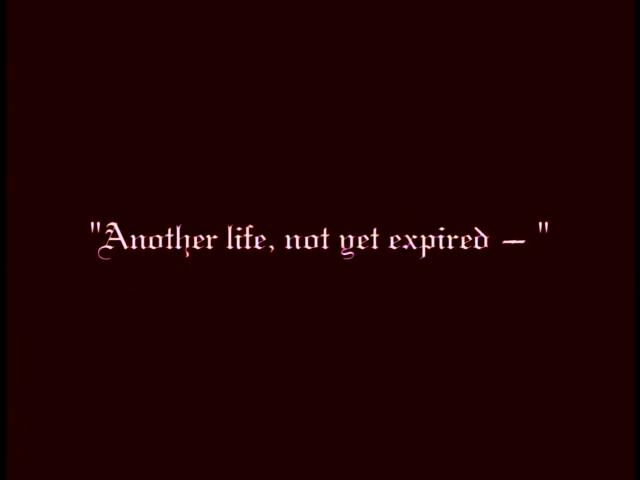 "Another life, not yet expired — "